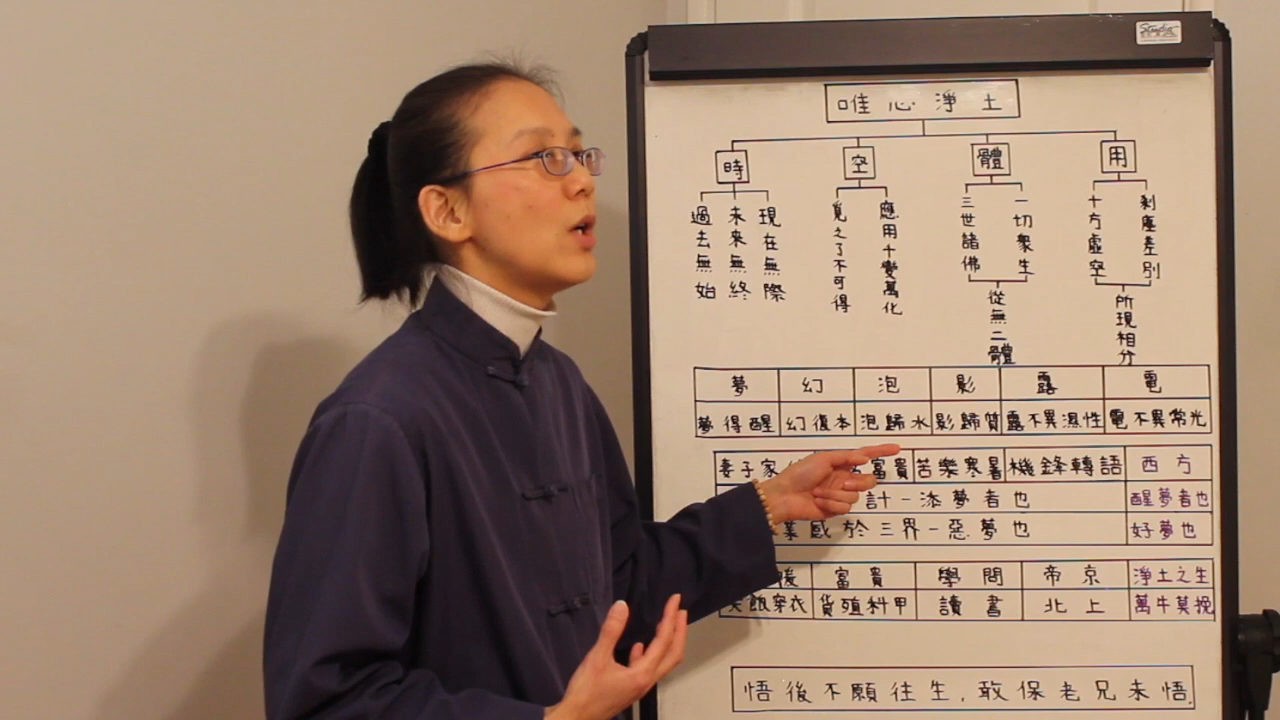 Studio
唯心淨土
時 空 體 用
過去無始 未來無終 現在無際 覓之了不可得 應用千變萬化 三世諸佛 一切衆生 十方虛空 剎塵差別
從無二體 所現相分
夢 幻 泡 影 露 電
夢得醒 幻復本 泡歸水 影歸質 露不異濕性 電不異常光
妻子家 富貴 苦樂寒暑 機鋒轉語 西方
計一添夢者也 醒夢者也
業感於三界一惡夢也 好夢也
富貴 學問 帝京 淨土之生
飯穿衣 貨殖科甲 讀書 北上 萬牛莫挽
悟後不願往生,敢保老兄未悟.